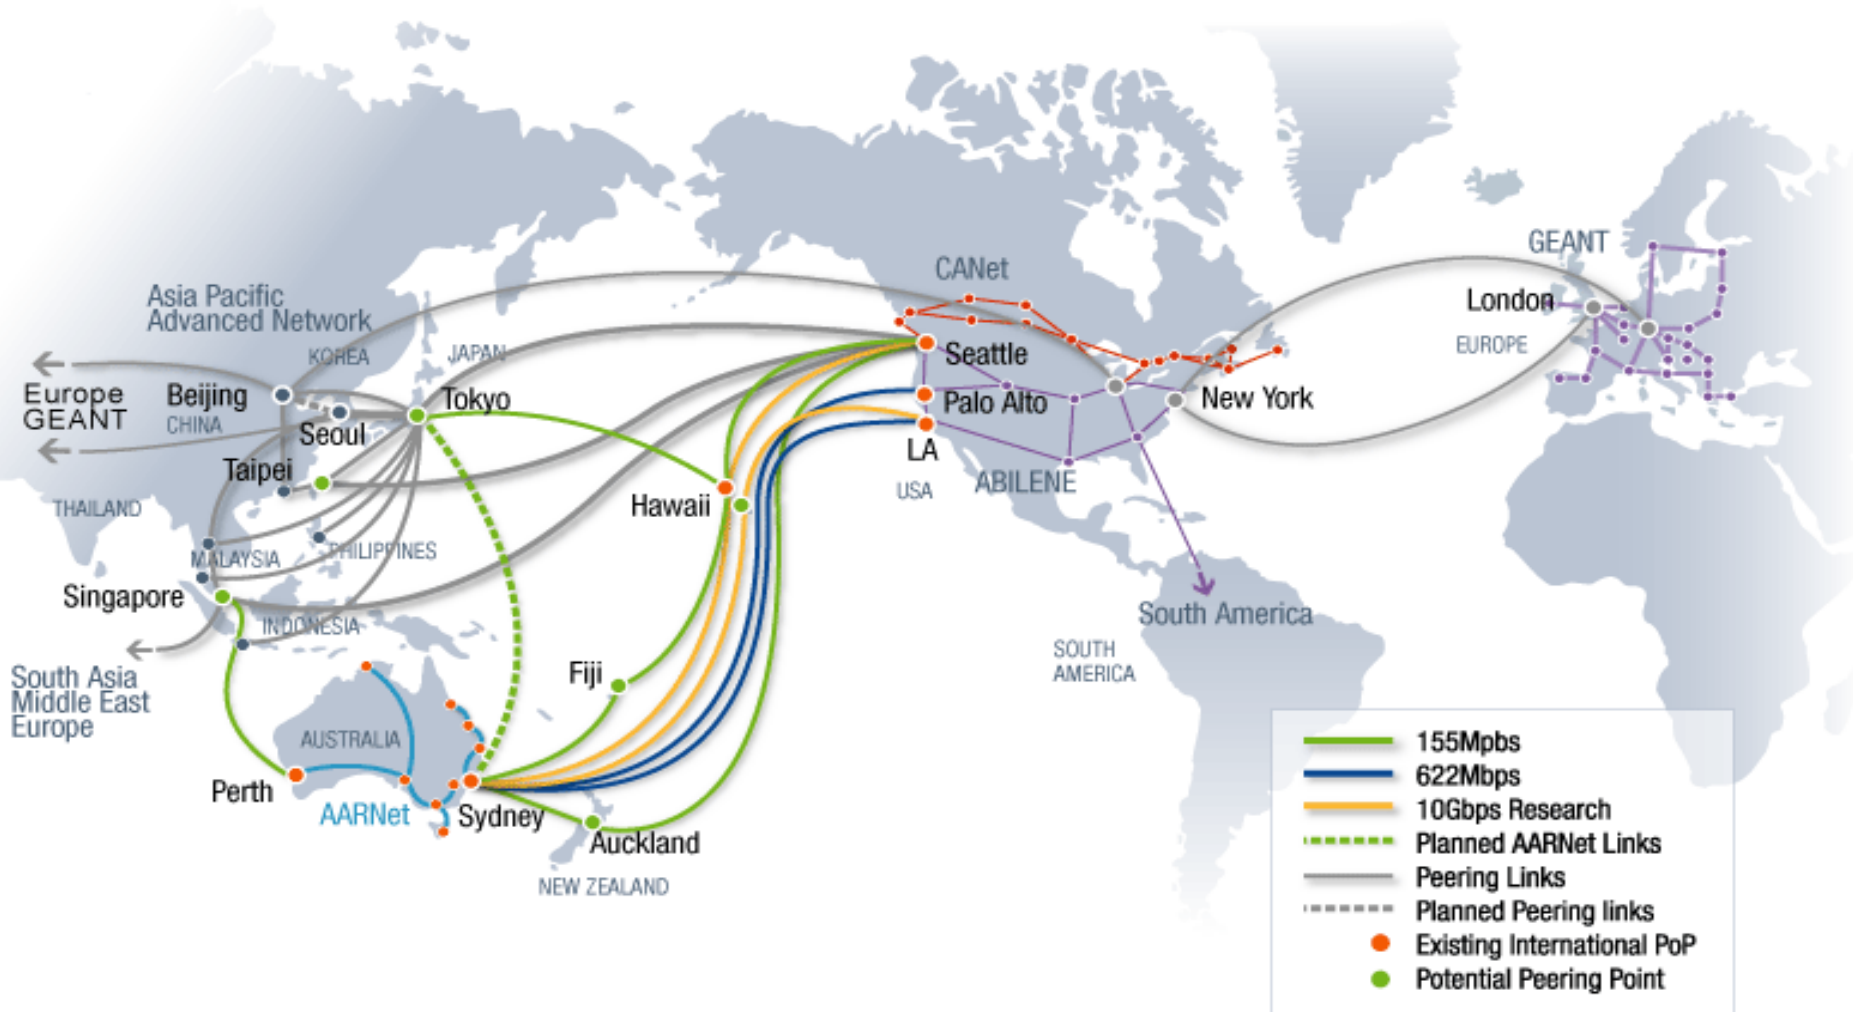 CANet
GEANT
Asia Pacific
Advanced Network
London
KOREA
JAPAN
Seattle
EUROPE
Europe
GEANT
Beijing
CHINA
Tokyo
Palo Alto
New York
Seoul
LA
Taipei
USA
ABILENE
THAILAND
Hawaii
MALAYSIA
PHILIPPINES
Singapore
South America
INDONESIA
SOUTH
AMERICA
South Asia
Middle East
Europe
Fiji
AUSTRALIA
Perth
AARNet
Sydney
Auckland
NEW ZEALAND
155Mpbs
622Mbps
10Gbps Research
Planned AARNet Links
Peering Links
Planned Peering links
Existing International PoP
Potential Peering Point